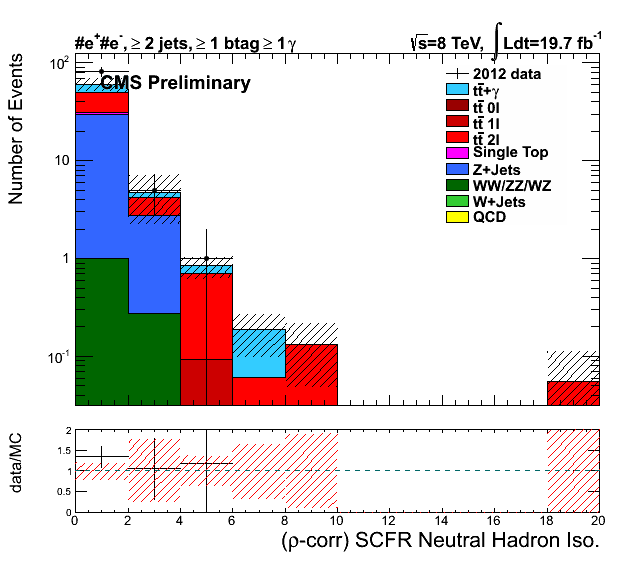 #e+#e-, ≥ 2 jets, ≥ 1 btag ≥ 1γ
√s=8 TeV, ∫Ldt=19.7 fb-1
CMS Preliminary
Number of Events
10²
10
1
10-1
2012 data
tt̄+γ
tt̄ 0l
tt̄ 1l
tt̄ 2l
Single Top
Z+Jets
WW/ZZ/WZ
W+Jets
QCD
data/MC
2
1.5
1
0.5
0
0 2 4 6 8 10 12 14 16 18 20
(ρ-corr) SCFR Neutral Hadron Iso.